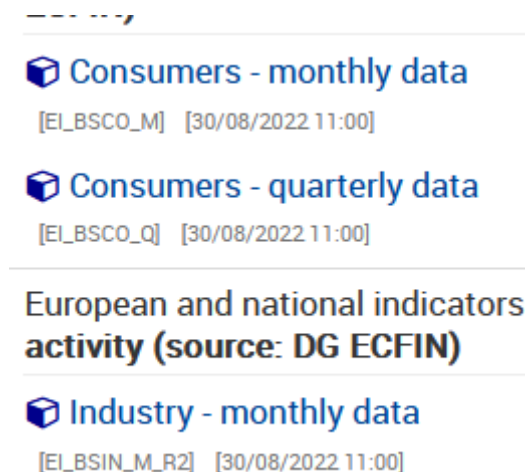 Consumers - monthly data
[EI_BSCO_M] [30/08/2022 11:00]
Consumers - quarterly data
[EI_BSCO_Q] [30/08/2022 11:00]
European and national indicators
activity (source: DG ECFIN)
Industry - monthly data
[EI_BSIN_M_R2] [30/08/2022 11:00]